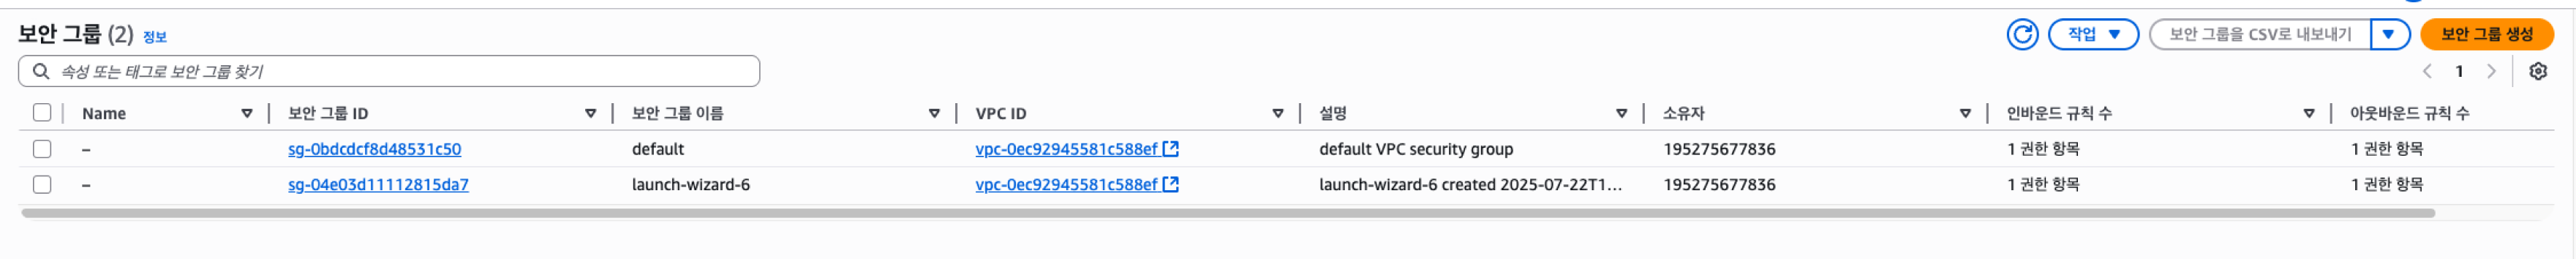 보안 그룹 (2) 정보
작업
보안 그룹을 CSV로 내보내기
보안 그룹 생성
속성 또는 태그로 보안 그룹 찾기
1
Name 보안 그룹 ID 보안 그룹 이름 VPC ID 설명 소유자 인바운드 규칙 수 아웃바운드 규칙 수
– sg-0bdcdcf8d48531c50 default vpc-0ec92945581c588ef default VPC security group 195275677836 1 권한 항목 1 권한 항목
– sg-04e03d11112815da7 launch-wizard-6 vpc-0ec92945581c588ef launch-wizard-6 created 2025-07-22T1... 195275677836 1 권한 항목 1 권한 항목